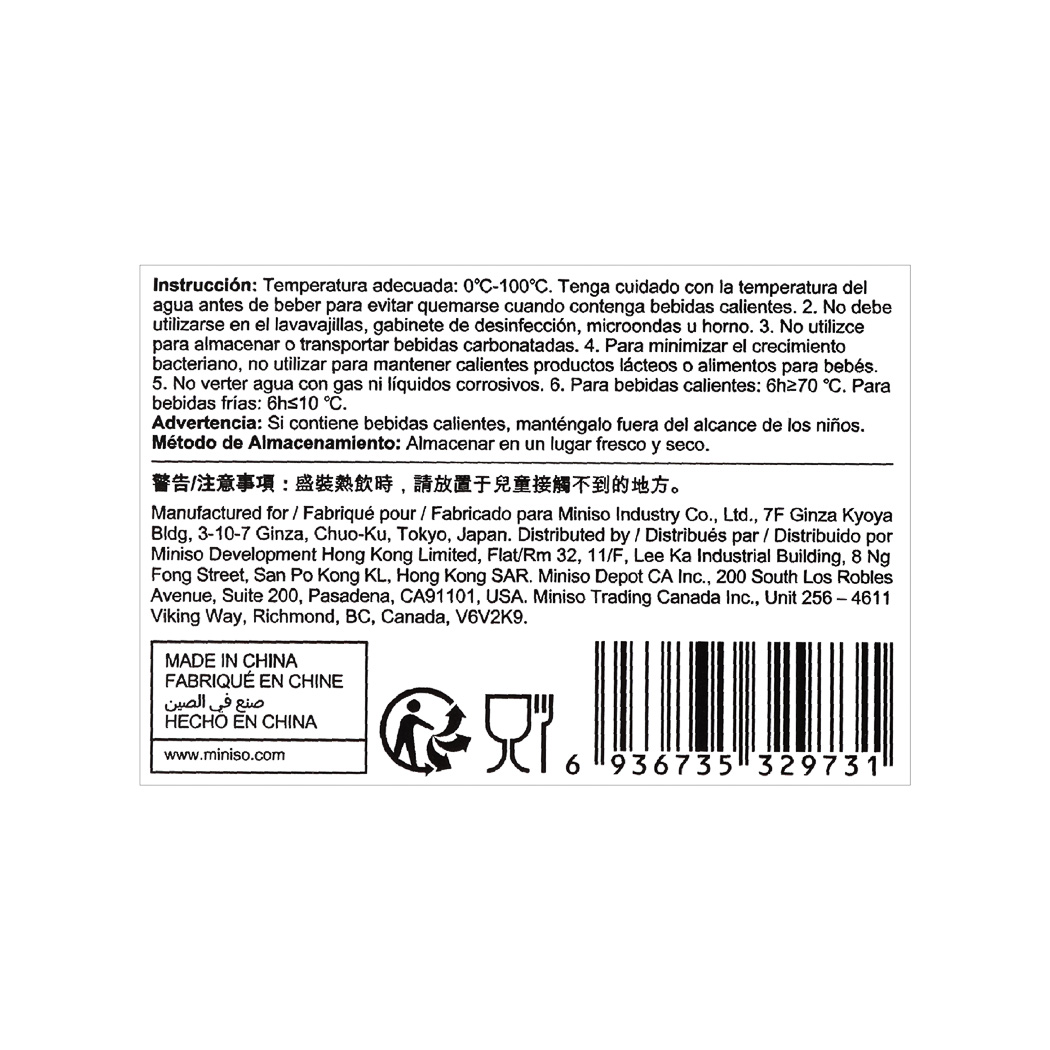 Instrucción: Temperatura adecuada: 0℃-100℃. Tenga cuidado con la temperatura del
agua antes de beber para evitar quemarse cuando contenga bebidas calientes. 2. No debe
utilizarse en el lavavajillas, gabinete de desinfección, microondas u horno. 3. No utilizce
para almacenar o transportar bebidas carbonatadas. 4. Para minimizar el crecimiento
bacteriano, no utilizar para mantener calientes productos lácteos o alimentos para bebés.
5. No verter agua con gas ni líquidos corrosivos. 6. Para bebidas calientes: 6h≥70 ℃. Para
bebidas frías: 6h≤10 ℃.
Advertencia: Si contiene bebidas calientes, manténgalo fuera del alcance de los niños.
Método de Almacenamiento: Almacenar en un lugar fresco y seco.
警告/注意事項：盛裝熱飲時，請放置于兒童接觸不到的地方。
Manufactured for / Fabriqué pour / Fabricado para Miniso Industry Co., Ltd., 7F Ginza Kyoya
Bldg, 3-10-7 Ginza, Chuo-Ku, Tokyo, Japan. Distributed by / Distribués par / Distribuido por
Miniso Development Hong Kong Limited, Flat/Rm 32, 11/F, Lee Ka Industrial Building, 8 Ng
Fong Street, San Po Kong KL, Hong Kong SAR. Miniso Depot CA Inc., 200 South Los Robles
Avenue, Suite 200, Pasadena, CA91101, USA. Miniso Trading Canada Inc., Unit 256 – 4611
Viking Way, Richmond, BC, Canada, V6V2K9.
MADE IN CHINA
FABRIQUÉ EN CHINE
صنع في الصين
HECHO EN CHINA
www.miniso.com
6 936735 329731